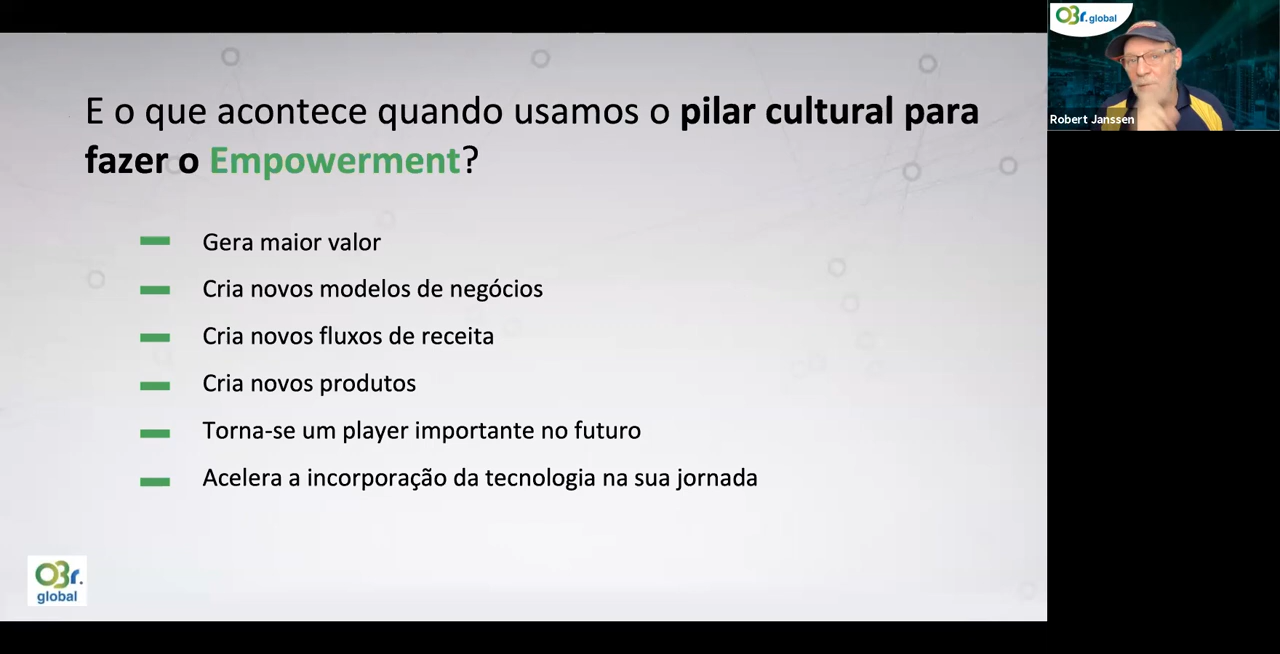 E o que acontece quando usamos o pilar cultural para
fazer o Empowerment?
Gera maior valor
Cria novos modelos de negócios
Cria novos fluxos de receita
Cria novos produtos
Torna-se um player importante no futuro
Acelera a incorporação da tecnologia na sua jornada
O3r.
global
O3r.global
Robert Janssen